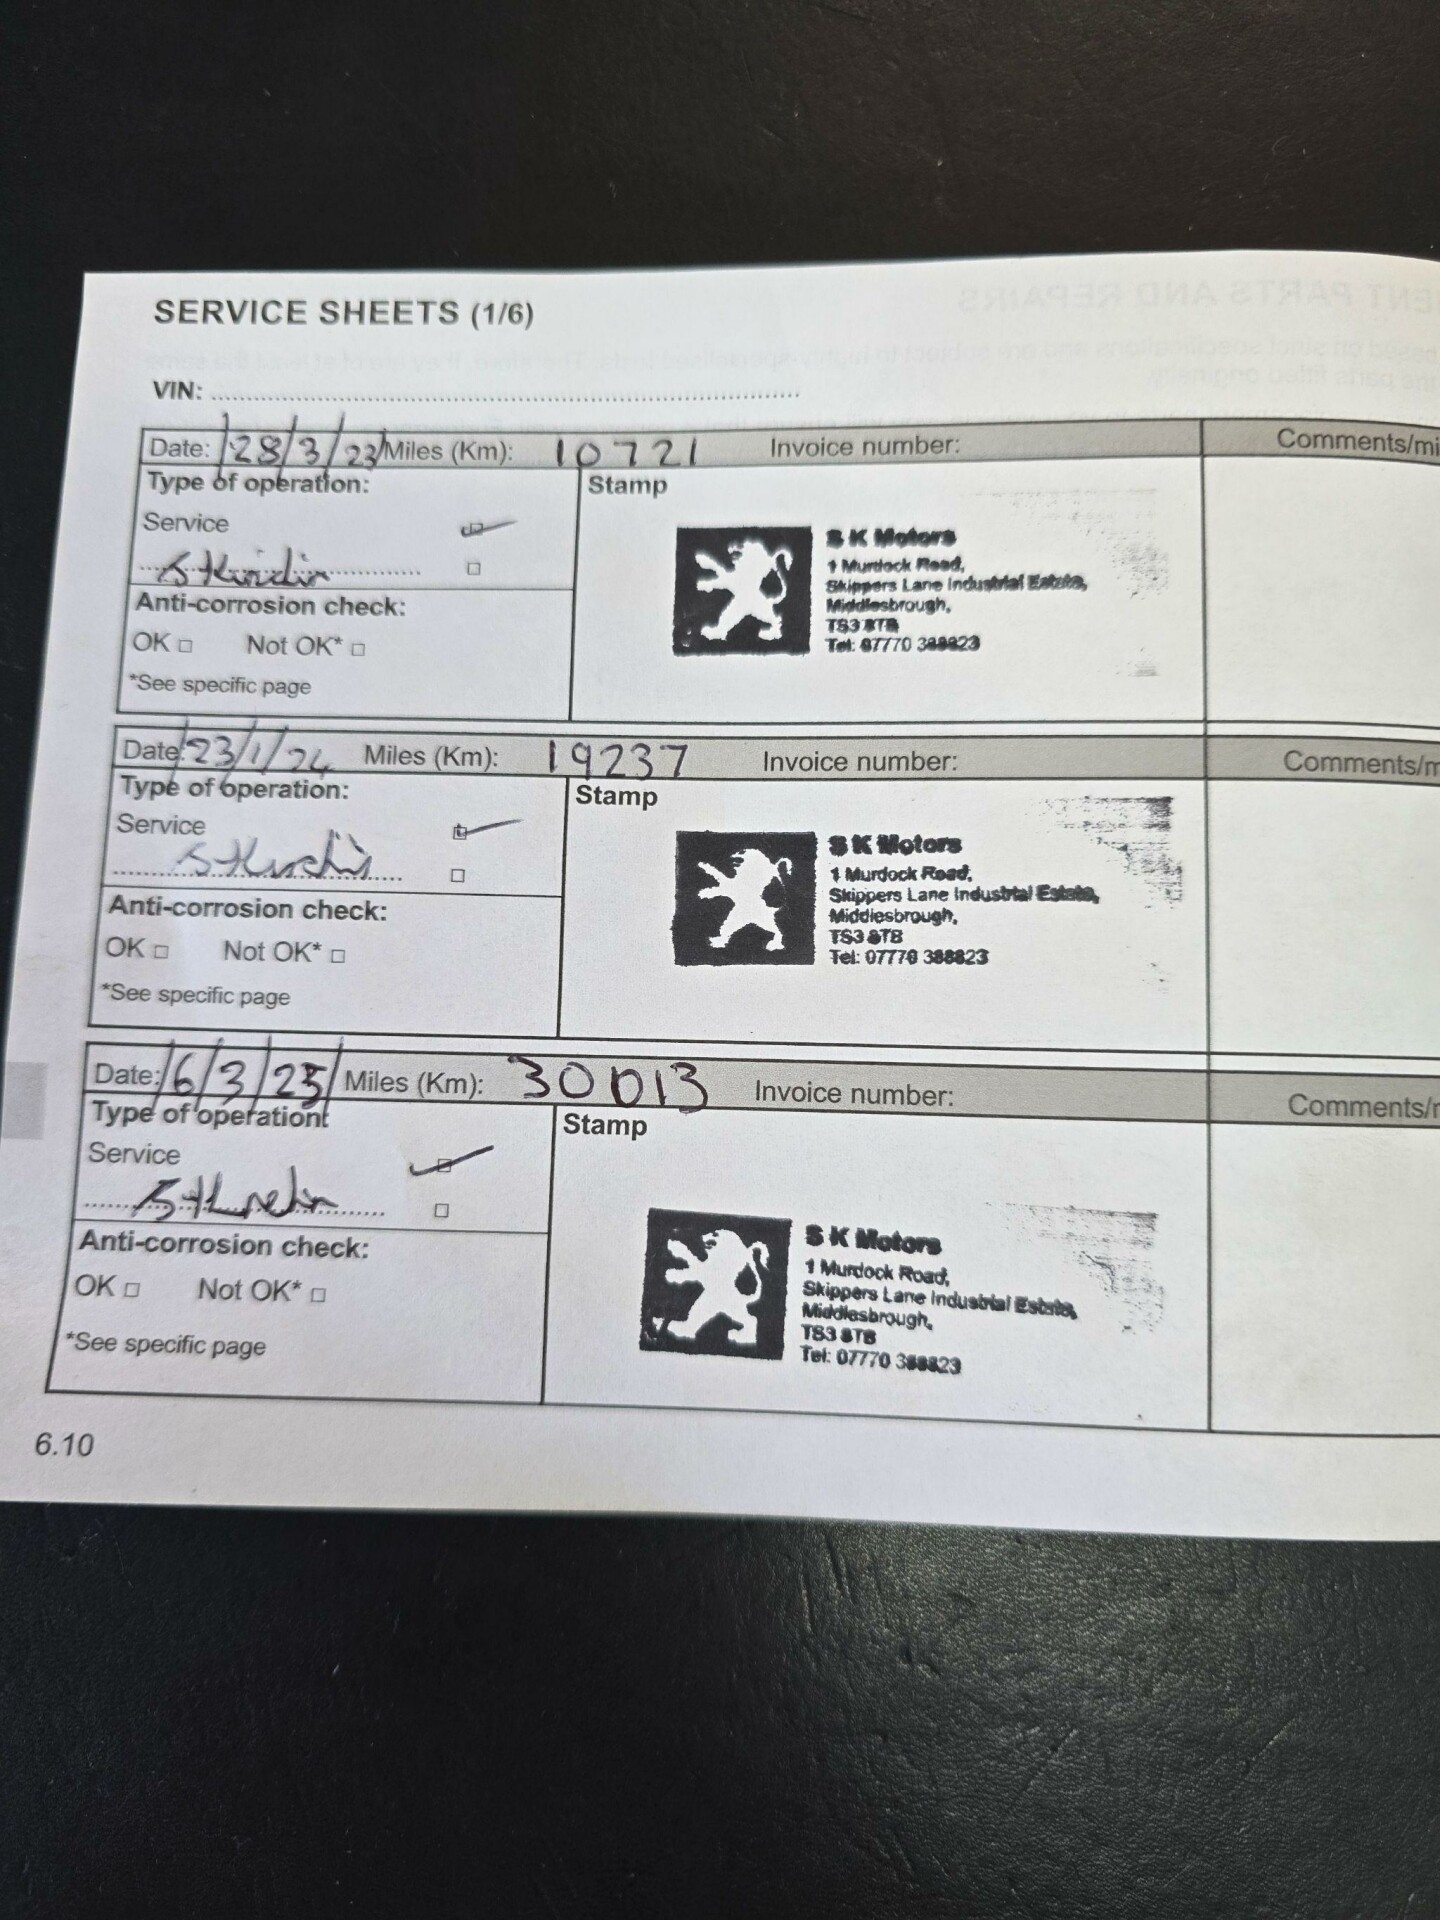 SERVICE SHEETS (1/6)
VIN:
Date: 28/3/23 Miles (Km): 10721 Invoice number: Comments/mi
Type of operation:
Stamp
Service
S K Motors
1 Murdock Road,
Skippers Lane Industrial Estate,
Middlesbrough,
TS3 8TB
Tel: 07770 388823
Anti-corrosion check:
OK □ Not OK* □
*See specific page
Date: 23/1/24 Miles (Km): 19237 Invoice number: Comments/m
Type of operation:
Stamp
Service
S K Motors
1 Murdock Road,
Skippers Lane Industrial Estate,
Middlesbrough,
TS3 8TB
Tel: 07770 388823
Anti-corrosion check:
OK □ Not OK* □
*See specific page
Date: 6/3/25 Miles (Km): 30013 Invoice number: Comments/
Type of operation:
Stamp
Service
S K Motors
1 Murdock Road,
Skippers Lane Industrial Estate,
Middlesbrough,
TS3 8TB
Tel: 07770 388823
Anti-corrosion check:
OK □ Not OK* □
*See specific page
6.10